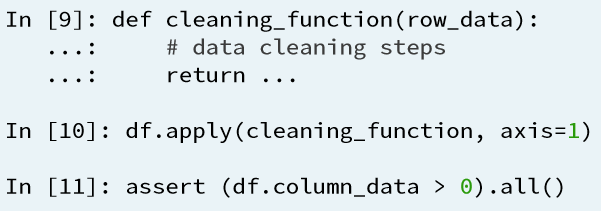 In [9]: def cleaning_function(row_data):
   ...:     # data cleaning steps
   ...:     return ...
In [10]: df.apply(cleaning_function, axis=1)
In [11]: assert (df.column_data > 0).all()